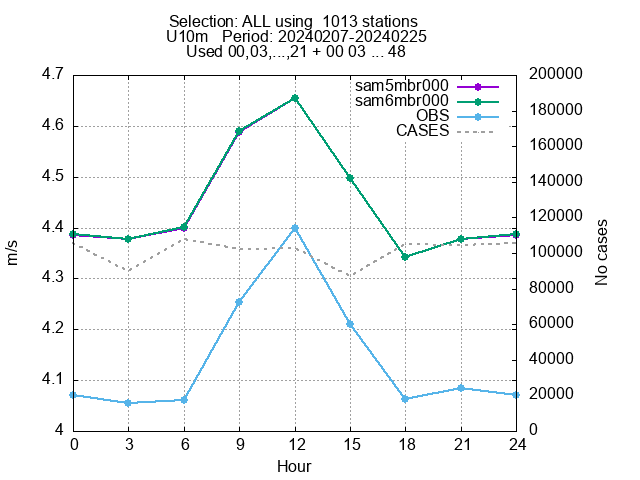 Selection: ALL using  1013 stations
U10m   Period: 20240207-20240225
Used 00,03,...,21 + 00 03 ... 48
sam5mbr000
sam6mbr000
OBS
CASES
4.7
4.6
4.5
4.4
4.3
4.2
4.1
4
m/s
200000
180000
160000
140000
120000
100000
80000
60000
40000
20000
0
No cases
0 3 6 9 12 15 18 21 24
Hour